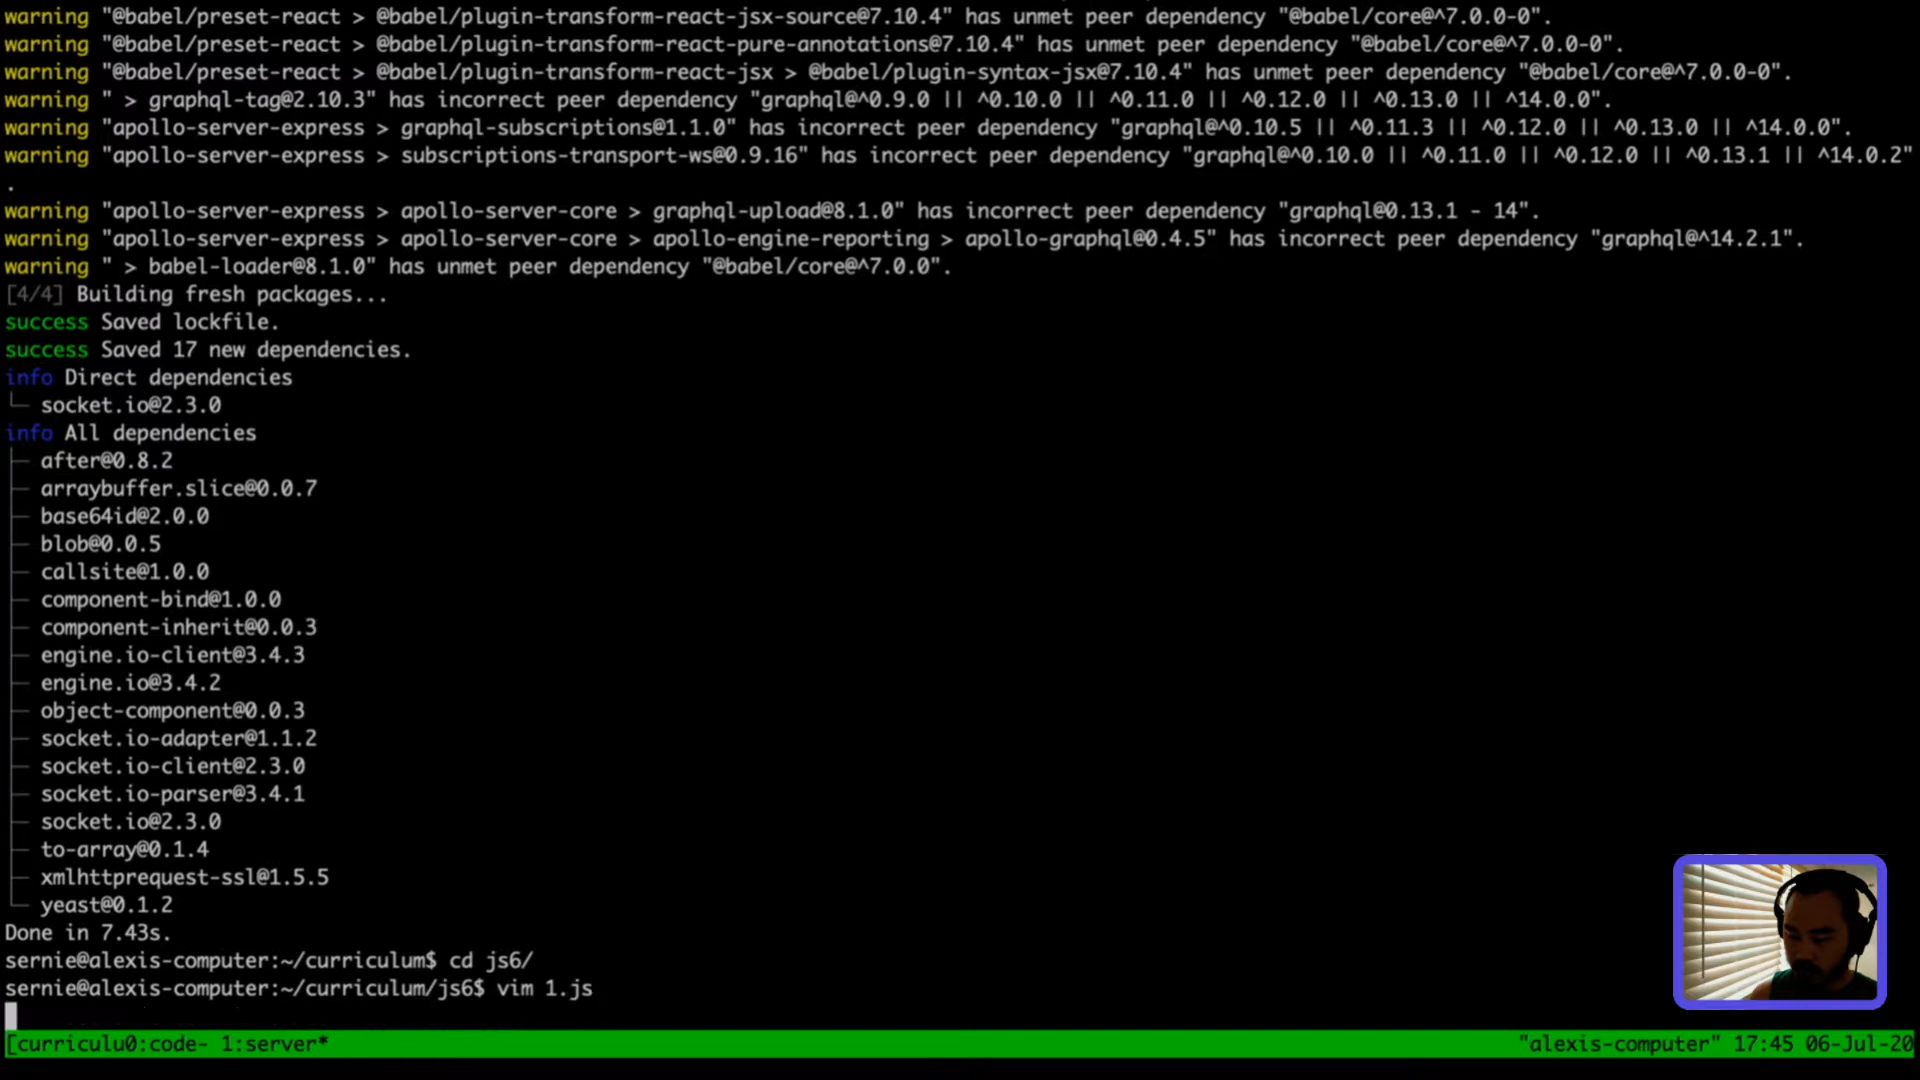 warning "@babel/preset-react > @babel/plugin-transform-react-jsx-source@7.10.4" has unmet peer dependency "@babel/core@^7.0.0-0".
warning "@babel/preset-react > @babel/plugin-transform-react-pure-annotations@7.10.4" has unmet peer dependency "@babel/core@^7.0.0-0".
warning "@babel/preset-react > @babel/plugin-transform-react-jsx > @babel/plugin-syntax-jsx@7.10.4" has unmet peer dependency "@babel/core@^7.0.0-0".
warning " > graphql-tag@2.10.3" has incorrect peer dependency "graphql@^0.9.0 || ^0.10.0 || ^0.11.0 || ^0.12.0 || ^0.13.0 || ^14.0.0".
warning "apollo-server-express > graphql-subscriptions@1.1.0" has incorrect peer dependency "graphql@^0.10.5 || ^0.11.3 || ^0.12.0 || ^0.13.0 || ^14.0.0".
warning "apollo-server-express > subscriptions-transport-ws@0.9.16" has incorrect peer dependency "graphql@^0.10.0 || ^0.11.0 || ^0.12.0 || ^0.13.1 || ^14.0.2"
.
warning "apollo-server-express > apollo-server-core > graphql-upload@8.1.0" has incorrect peer dependency "graphql@0.13.1 - 14".
warning "apollo-server-express > apollo-server-core > apollo-engine-reporting > apollo-graphql@0.4.5" has incorrect peer dependency "graphql@^14.2.1".
warning " > babel-loader@8.1.0" has unmet peer dependency "@babel/core@^7.0.0".
[4/4] Building fresh packages...
success Saved lockfile.
success Saved 17 new dependencies.
info Direct dependencies
└─ socket.io@2.3.0
info All dependencies
├─ after@0.8.2
├─ arraybuffer.slice@0.0.7
├─ base64id@2.0.0
├─ blob@0.0.5
├─ callsite@1.0.0
├─ component-bind@1.0.0
├─ component-inherit@0.0.3
├─ engine.io-client@3.4.3
├─ engine.io@3.4.2
├─ object-component@0.0.3
├─ socket.io-adapter@1.1.2
├─ socket.io-client@2.3.0
├─ socket.io-parser@3.4.1
├─ socket.io@2.3.0
├─ to-array@0.1.4
├─ xmlhttprequest-ssl@1.5.5
└─ yeast@0.1.2
Done in 7.43s.
sernie@alexis-computer:~/curriculum$ cd js6/
sernie@alexis-computer:~/curriculum/js6$ vim 1.js
[curriculu0:code- 1:server* "alexis-computer" 17:45 06-Jul-20